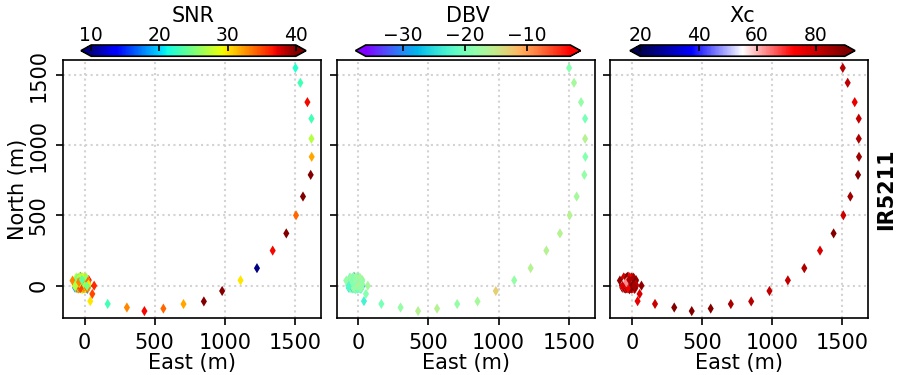 SNR DBV Xc
10 20 30 40 −30 −20 −10 20 40 60 80
1500
1000
500
0
North (m)
0 500 1000 1500 0 500 1000 1500 0 500 1000 1500
East (m) East (m) East (m)
IR5211